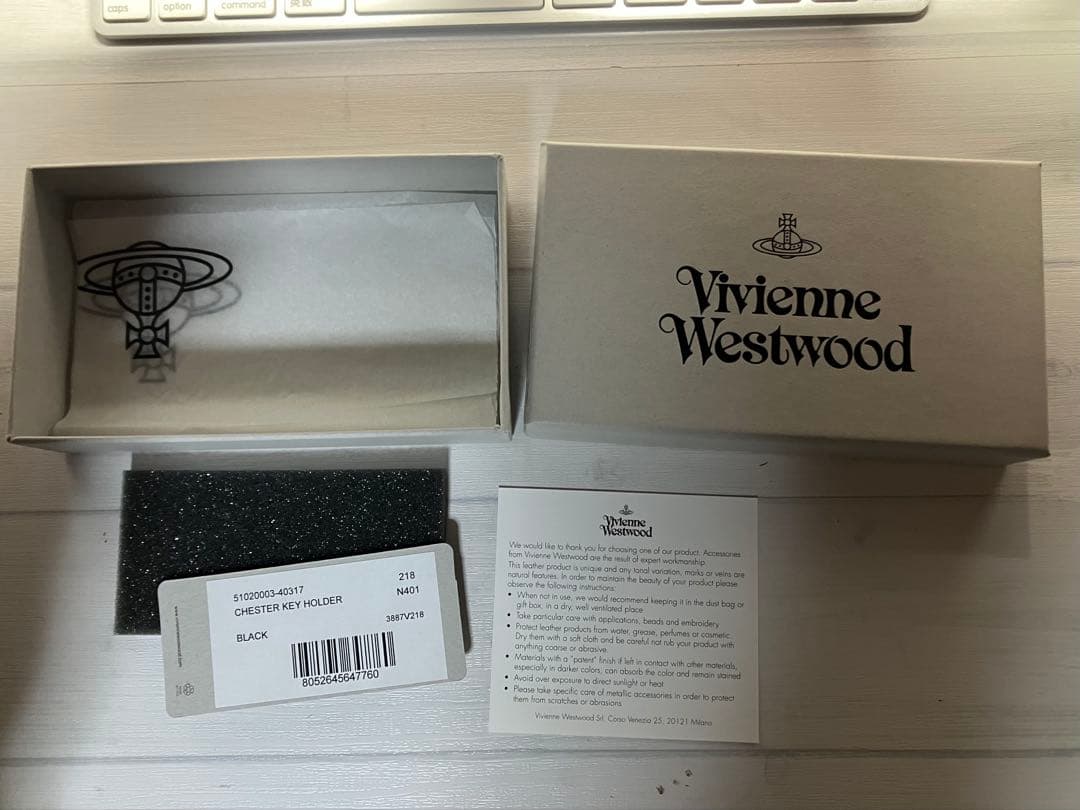 caps
option
command
英数
Vivienne
Westwood
51020003-40317
218
CHESTER KEY HOLDER
N401
3887V218
BLACK
8052645647760
Vivienne
Westwood
We would like to thank you for choosing one of our product. Accessories
from Vivienne Westwood are the result of expert workmanship.
This leather product is unique and any tonal variation, marks or veins are
natural features. In order to maintain the beauty of your product please
observe the following instructions:
• When not in use, we would recommend keeping it in the dust bag or
gift box, in a dry, well ventilated place
• Take particular care with applications, beads and embroidery
• Protect leather products from water, grease, perfumes or cosmetic.
Dry them with a soft cloth and be careful not rub your product with
anything coarse or abrasive.
• Materials with a "patent" finish if left in contact with other materials,
especially in darker colors, can absorb the color and remain stained
• Avoid over exposure to direct sunlight or heat
• Please take specific care of metallic accessories in order to protect
them from scratches or abrasions
Vivienne Westwood Srl, Corso Venezia 25, 20121 Milano